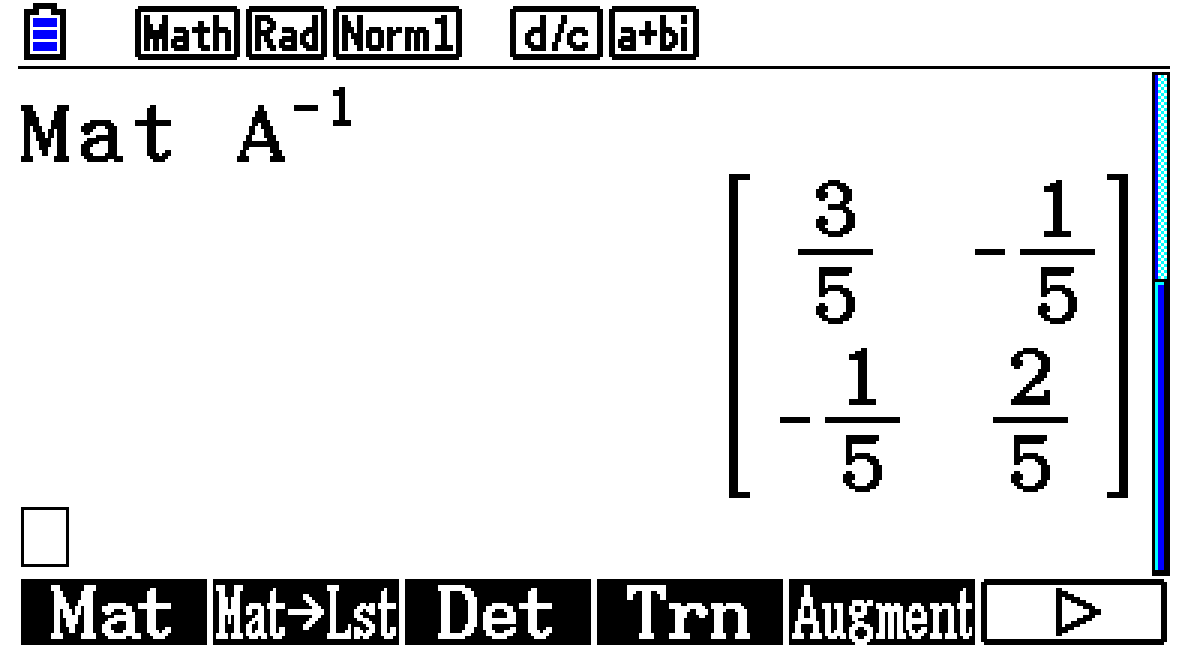 Math Rad Norm1 d/c a+bi
Mat A⁻¹
[ 3/5 -1/5 ]
[ -1/5 2/5 ]
Mat Mat→Lst Det Trn Augment ▷